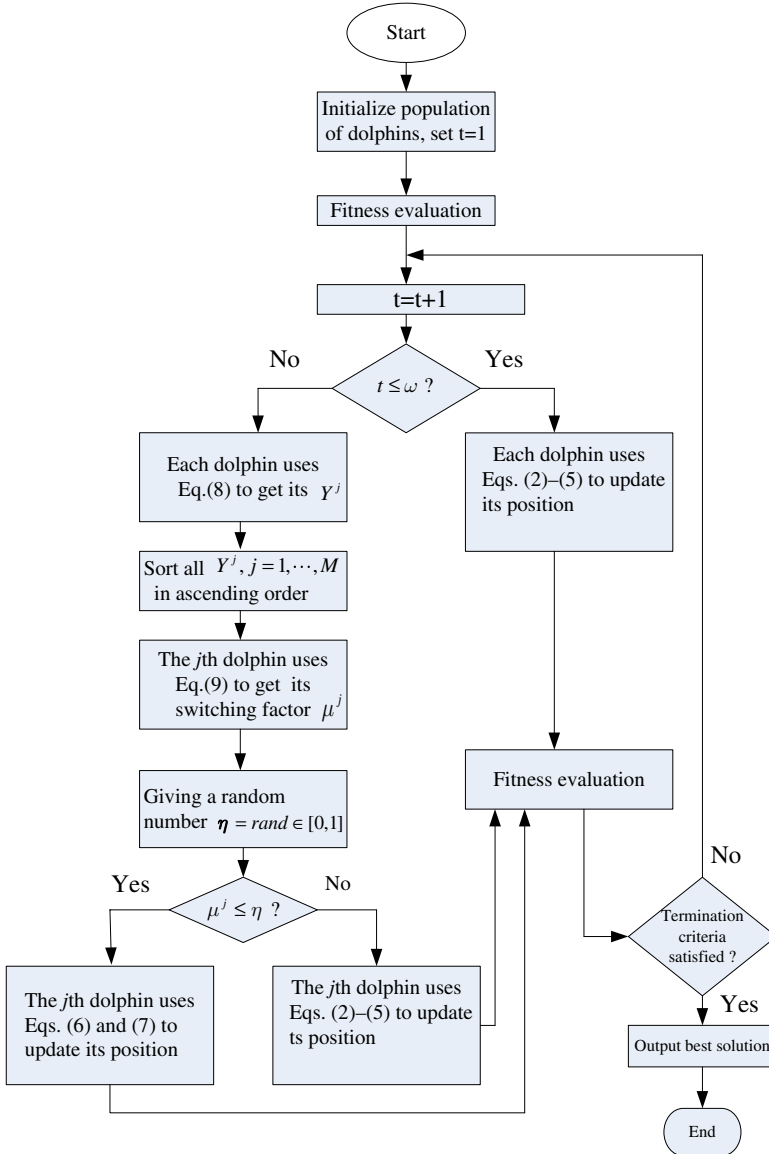 Start
Initialize population
of dolphins, set t=1
Fitness evaluation
t=t+1
No
Yes
t ≤ ω ?
Each dolphin uses
Eq.(8) to get its Y^j
Each dolphin uses
Eqs. (2)–(5) to update
its position
Sort all Y^j, j = 1,⋯,M
in ascending order
The jth dolphin uses
Eq.(9) to get its
switching factor μ^j
Giving a random
number η = rand ∈ [0,1]
Fitness evaluation
Yes
No
μ^j ≤ η ?
No
Termination
criteria
satisfied ?
Yes
The jth dolphin uses
Eqs. (6) and (7) to
update its position
The jth dolphin uses
Eqs. (2)–(5) to update
ts position
Output best solution
End